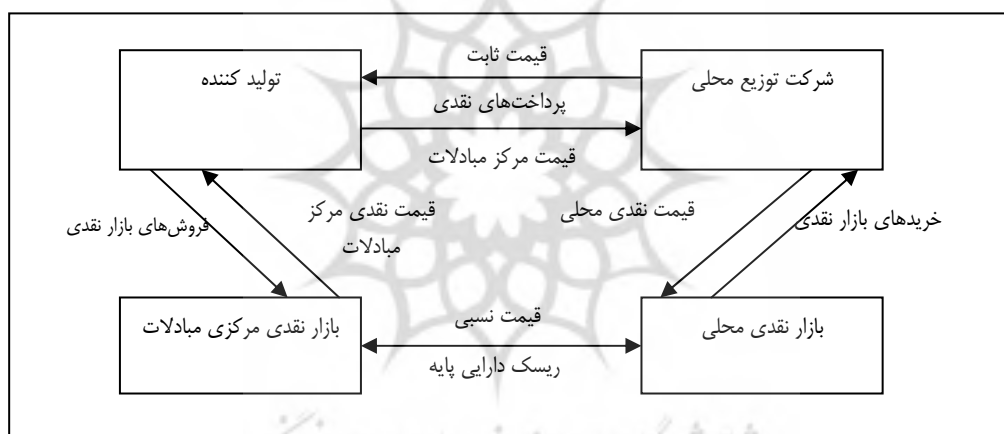 قیمت ثابت
شرکت توزیع محلی
تولید کننده
پرداخت‌های نقدی
قیمت مرکز مبادلات
خریدهای بازار نقدی
قیمت نقدی محلی
قیمت نقدی مرکز
مبادلات
فروش‌های بازار نقدی
بازار نقدی محلی
قیمت نسبی
بازار نقدی مرکزی مبادلات
ریسک دارایی پایه